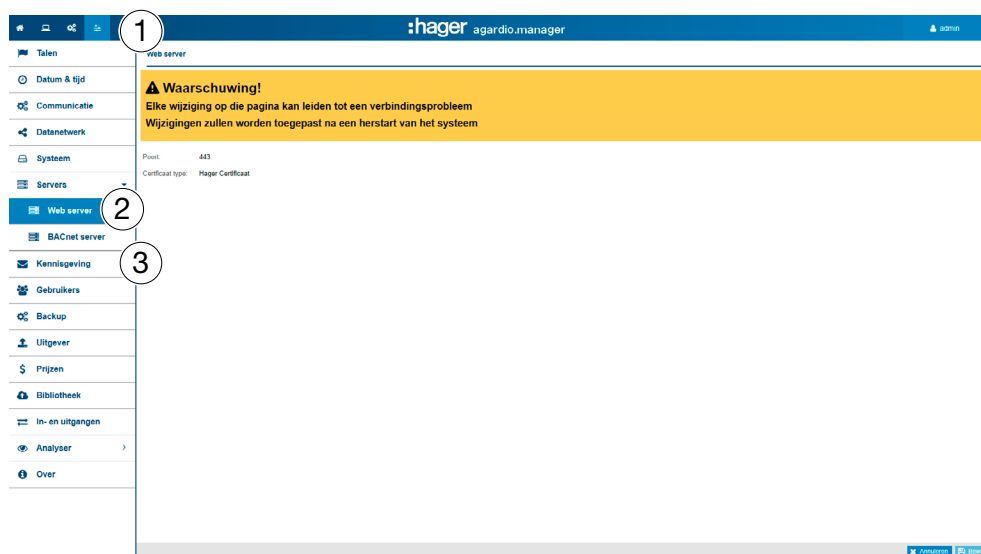 1
:hager agardio.manager
admin
Talen
Web server
Datum & tijd
Waarschuwing!
Elke wijziging op die pagina kan leiden tot een verbindingsprobleem
Wijzigingen zullen worden toegepast na een herstart van het systeem
Communicatie
Datanetwerk
Systeem
Poort: 443
Certficaat type: Hager Certificaat
Servers
Web server
2
BACnet server
Kennisgeving
3
Gebruikers
Backup
Uitgever
Prijzen
Bibliotheek
In- en uitgangen
Analyser
Over
Annuleren